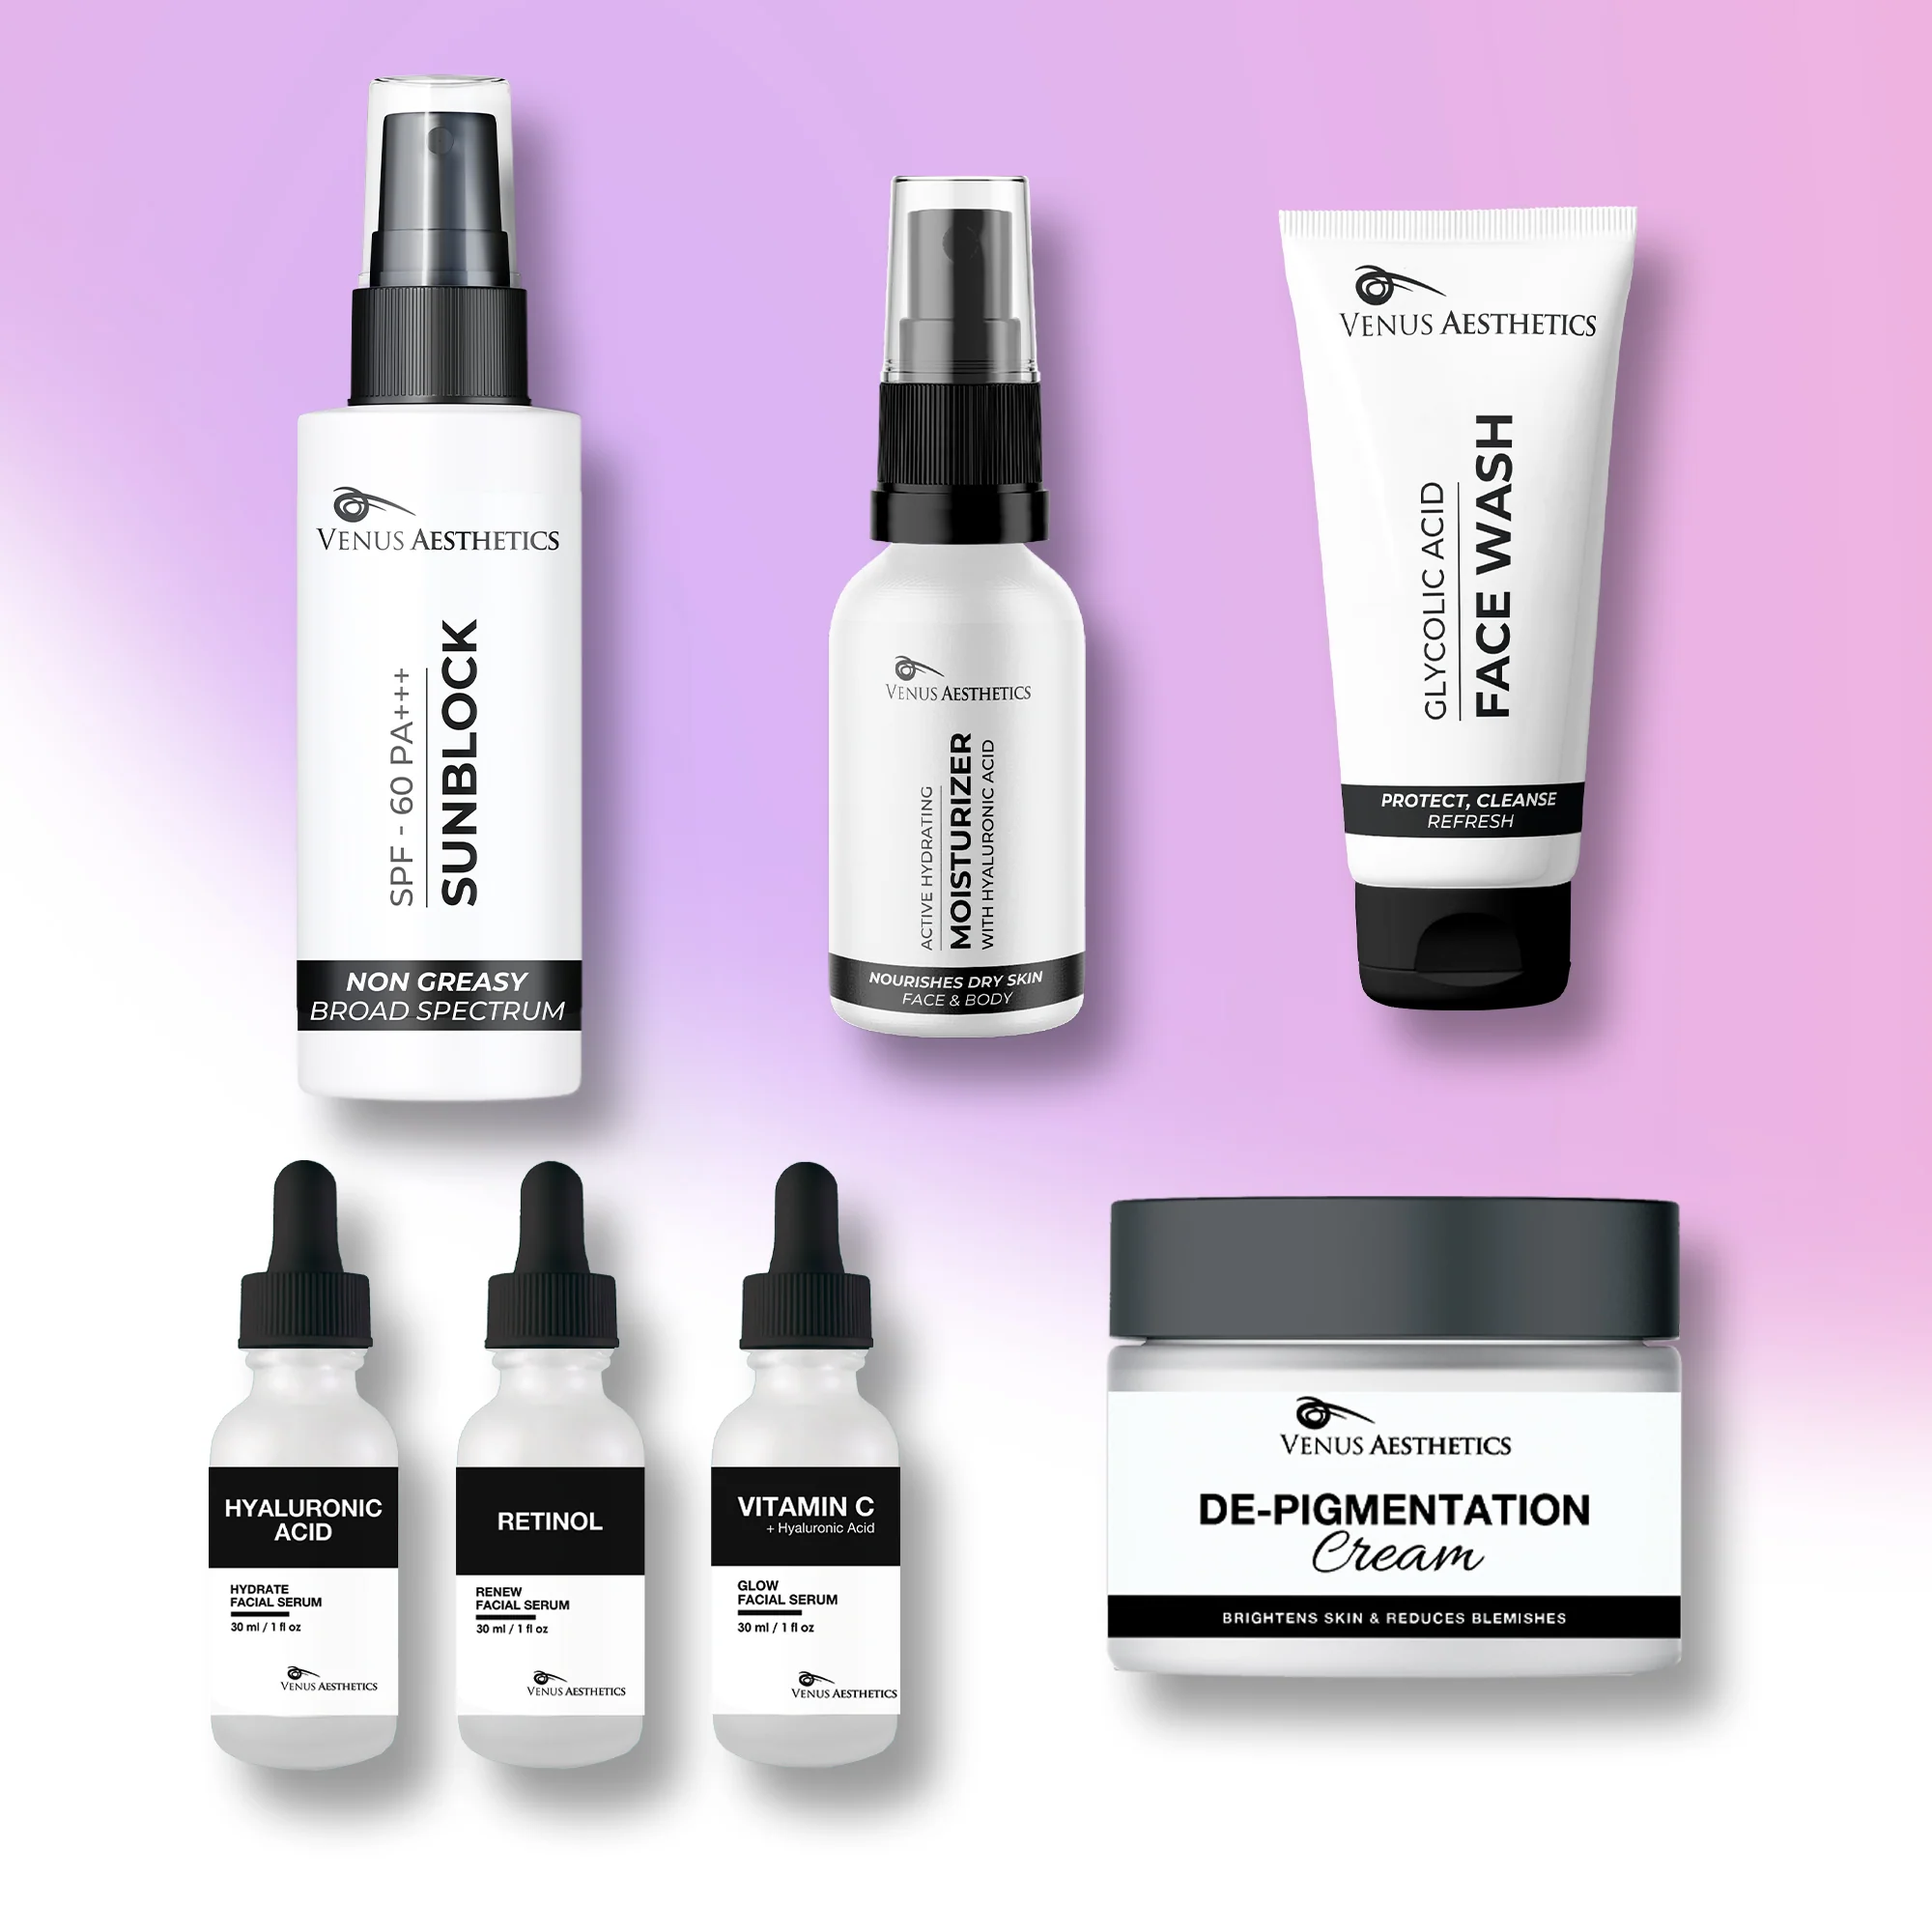 VENUS AESTHETICS
SPF - 60 PA+++
SUNBLOCK
NON GREASY
BROAD SPECTRUM
VENUS AESTHETICS
ACTIVE HYDRATING
MOISTURIZER
WITH HYALURONIC ACID
NOURISHES DRY SKIN
FACE & BODY
VENUS AESTHETICS
GLYCOLIC ACID
FACE WASH
PROTECT, CLEANSE
REFRESH
HYALURONIC
ACID
HYDRATE
FACIAL SERUM
30 ml / 1 fl oz
VENUS AESTHETICS
RETINOL
RENEW
FACIAL SERUM
30 ml / 1 fl oz
VENUS AESTHETICS
VITAMIN C
+ Hyaluronic Acid
GLOW
FACIAL SERUM
30 ml / 1 fl oz
VENUS AESTHETICS
VENUS AESTHETICS
DE-PIGMENTATION
Cream
BRIGHTENS SKIN & REDUCES BLEMISHES